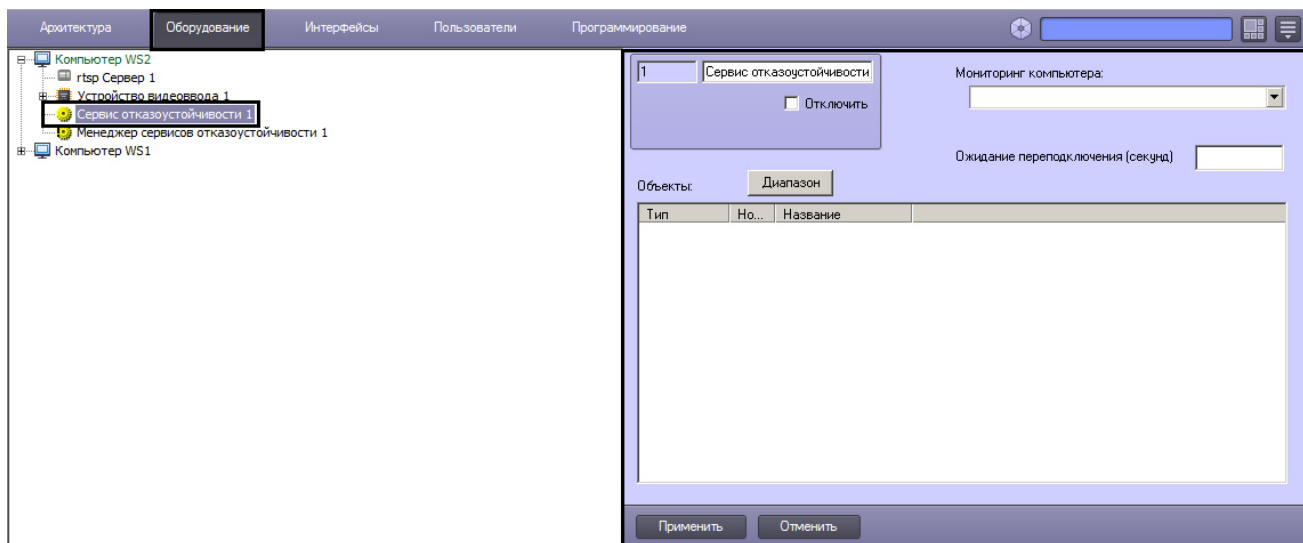 Архитектура Оборудование Интерфейсы Пользователи Программирование
Компьютер WS2
rtsp Сервер 1
Устройство видеоввода 1
Сервис отказоустойчивости 1
Менеджер сервисов отказоустойчивости 1
Компьютер WS1
1 Сервис отказоустойчивости
Отключить
Мониторинг компьютера:
Ожидание переподключения (секунд)
Объекты: Диапазон
Тип Но... Название
Применить Отменить